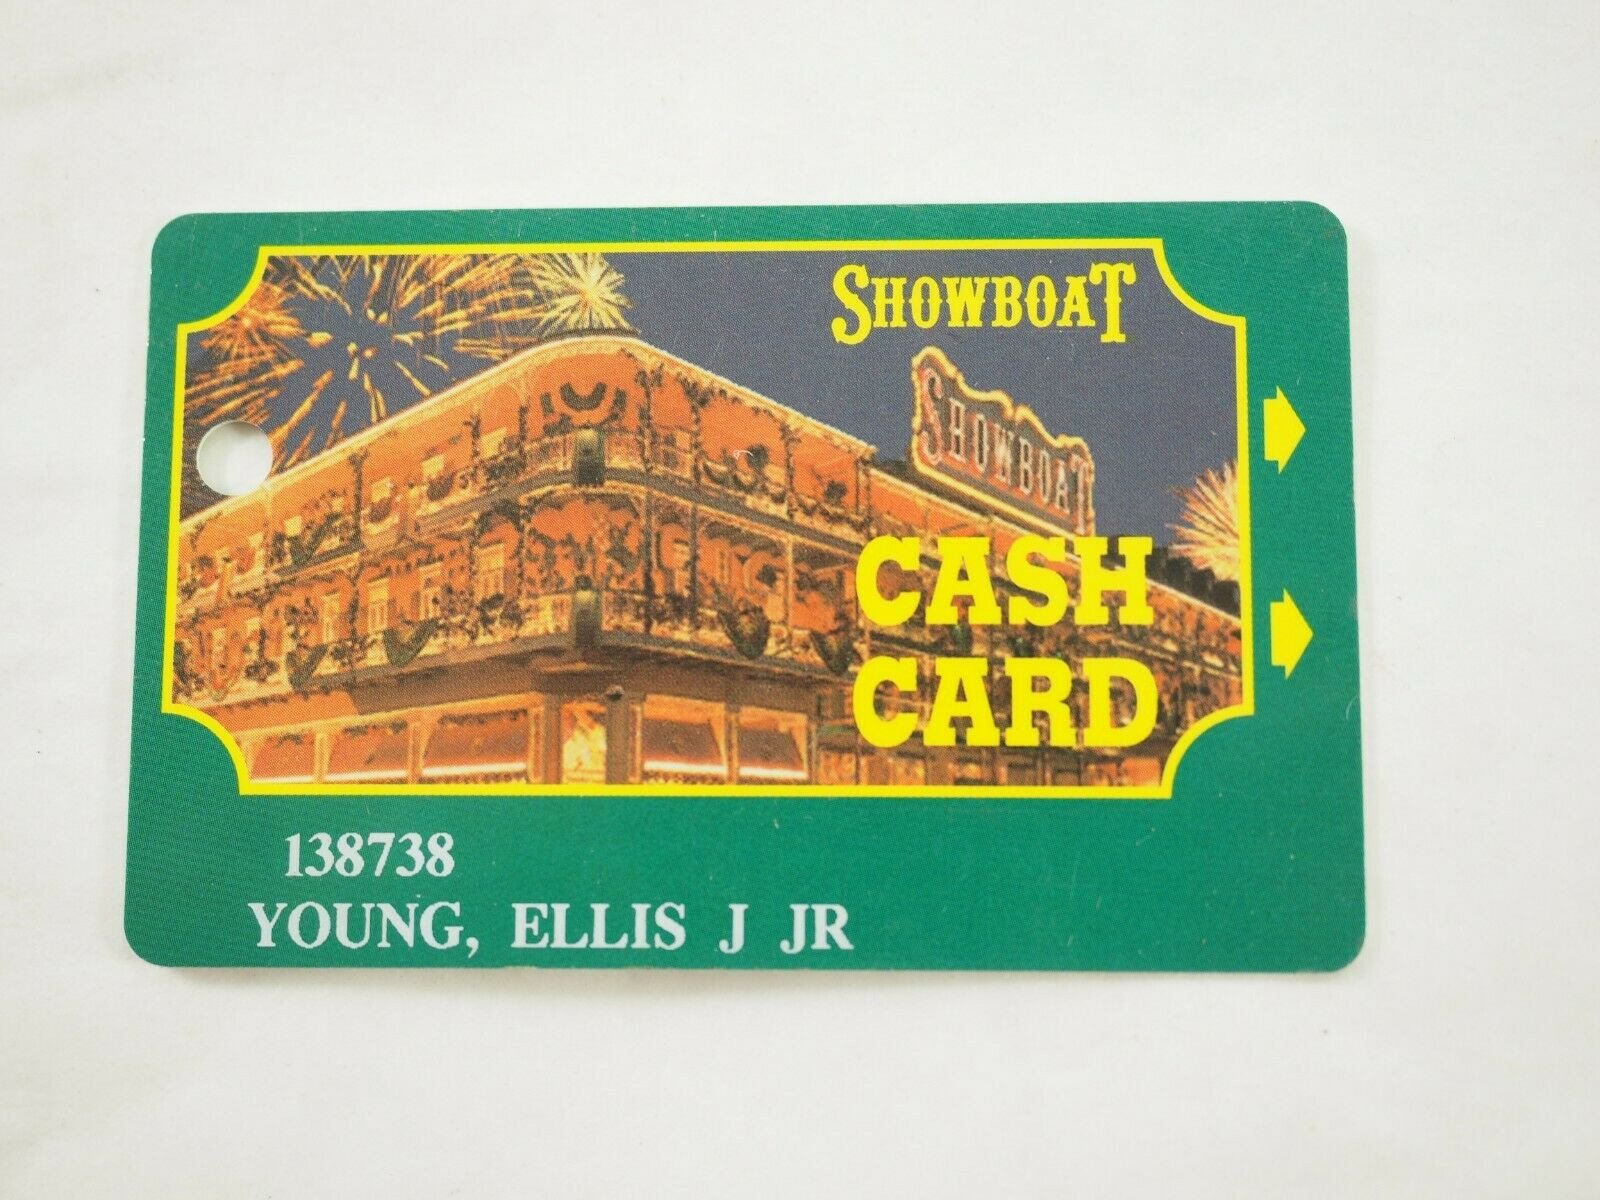 SHOWBOAT
SHOWBOAT
CASH
CARD
138738
YOUNG, ELLIS J JR